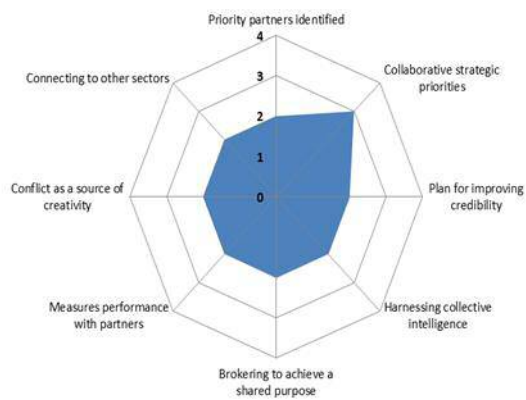 Priority partners identified
4
Connecting to other sectors
3
Collaborative strategic
priorities
2
1
Conflict as a source of
creativity
0
Plan for improving
credibility
Measures performance
with partners
Harnessing collective
intelligence
Brokering to achieve a
shared purpose